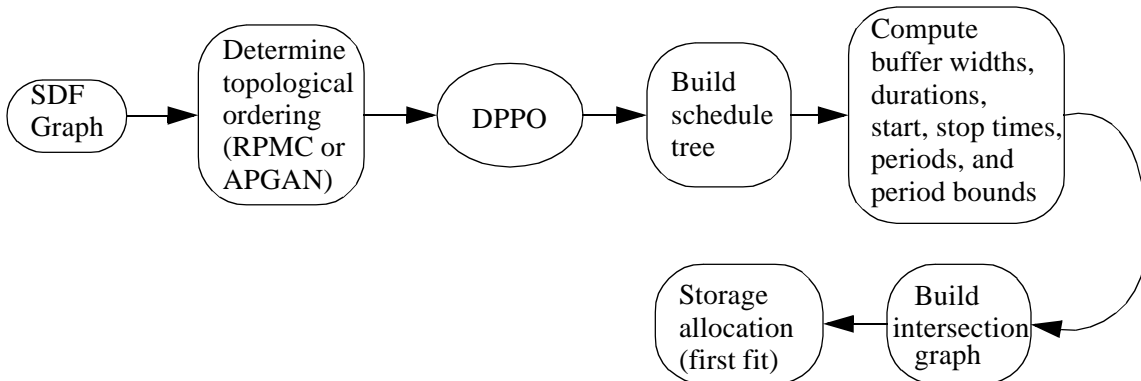 SDF
Graph
Determine
topological
ordering
(RPMC or
APGAN)
DPPO
Build
schedule
tree
Compute
buffer widths,
durations,
start, stop times,
periods, and
period bounds
Build
intersection
graph
Storage
allocation
(first fit)